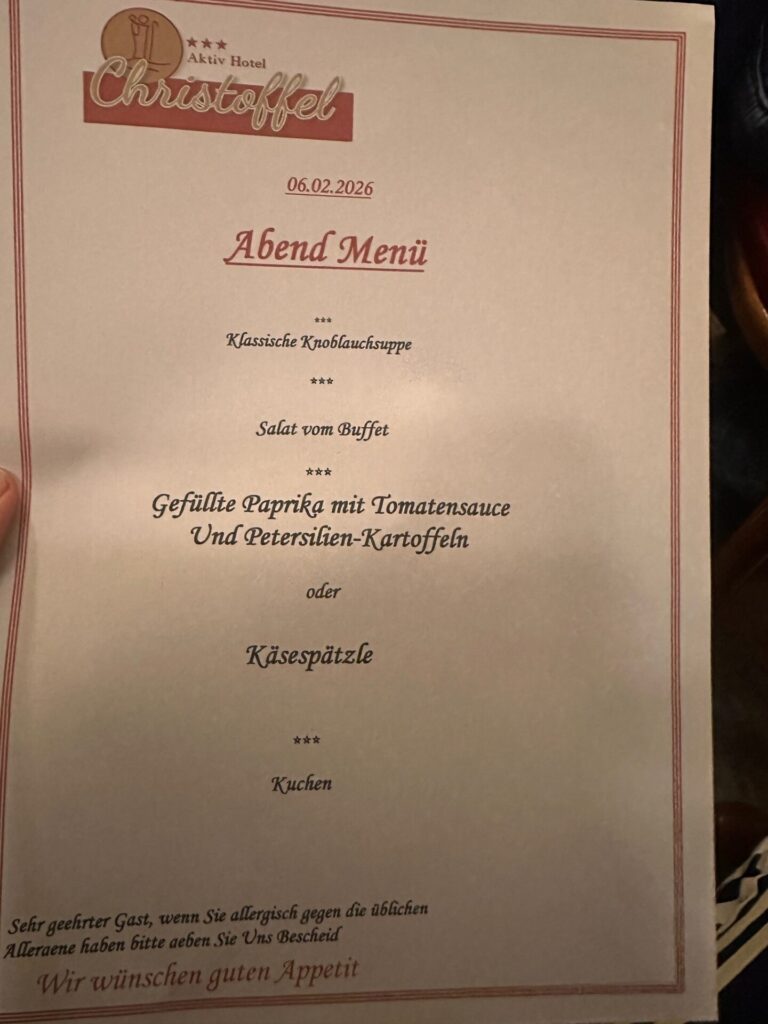 ★★★
Aktiv Hotel
Christoffel
06.02.2026
Abend Menü
***
Klassische Knoblauchsuppe
***
Salat vom Buffet
***
Gefüllte Paprika mit Tomatensauce
Und Petersilien-Kartoffeln
oder
Käsespätzle
***
Kuchen
Sehr geehrter Gast, wenn Sie allergisch gegen die üblichen
Allergene haben bitte geben Sie Uns Bescheid
Wir wünschen guten Appetit